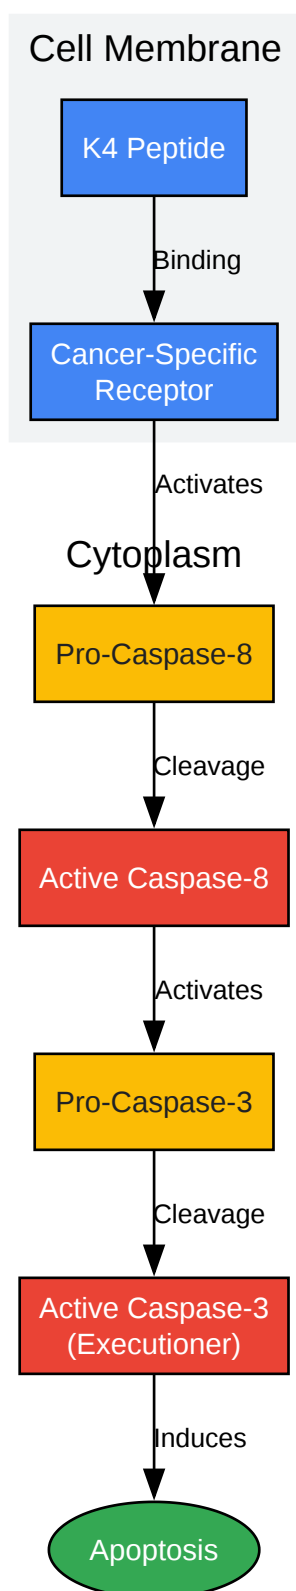 Cell Membrane
K4 Peptide
Binding
Cancer-Specific
Receptor
Activates
Cytoplasm
Pro-Caspase-8
Cleavage
Active Caspase-8
Activates
Pro-Caspase-3
Cleavage
Active Caspase-3
(Executioner)
Induces
Apoptosis